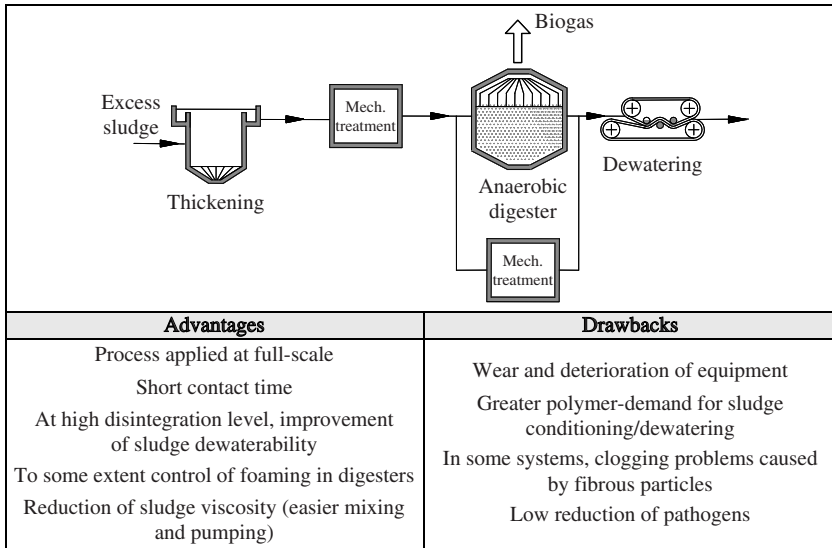 Biogas
Excess
sludge
Mech.
treatment
Thickening
Anaerobic
digester
Dewatering
Mech.
treatment
Advantages
Drawbacks
Process applied at full-scale
Short contact time
At high disintegration level, improvement
of sludge dewaterability
To some extent control of foaming in digesters
Reduction of sludge viscosity (easier mixing
and pumping)
Wear and deterioration of equipment
Greater polymer-demand for sludge
conditioning/dewatering
In some systems, clogging problems caused
by fibrous particles
Low reduction of pathogens